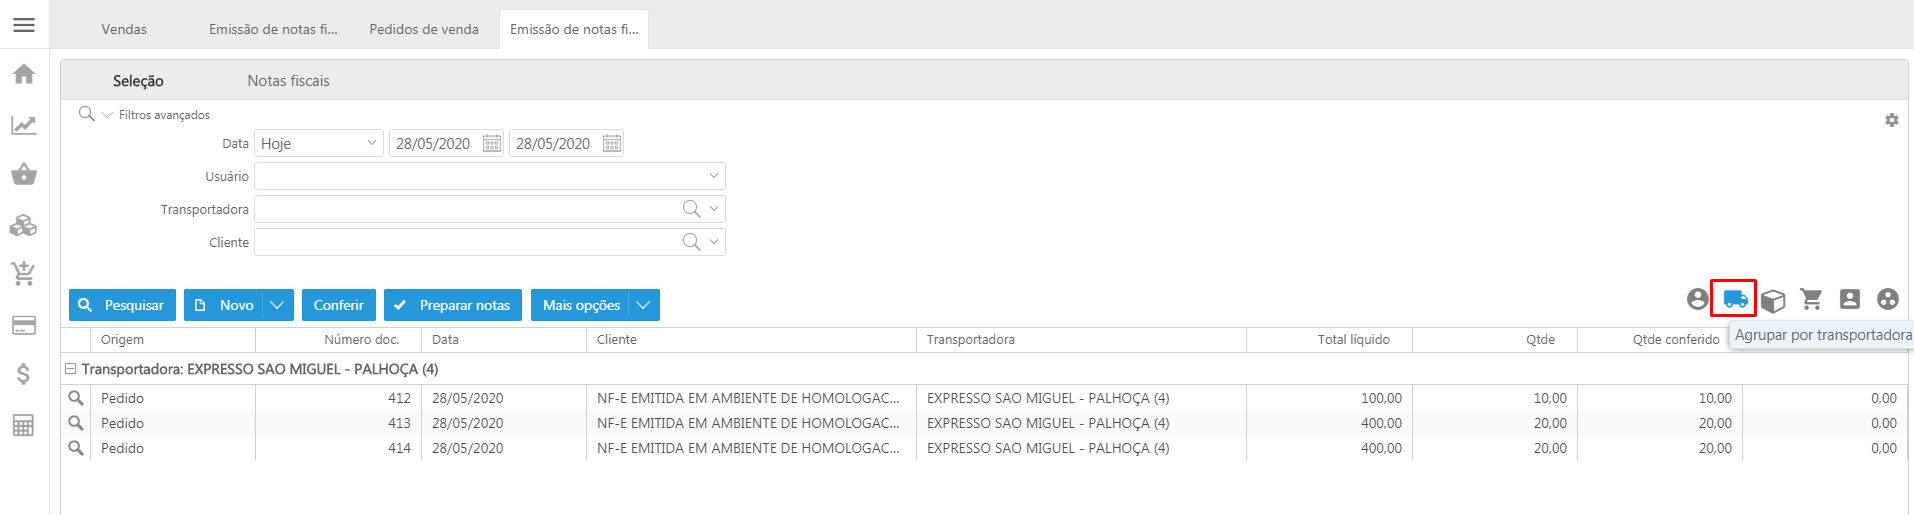 Vendas Emissão de notas fi... Pedidos de venda Emissão de notas fi...
Seleção Notas fiscais
Filtros avançados
Data Hoje 28/05/2020 28/05/2020
Usuário
Transportadora
Cliente
Pesquisar Novo Conferir Preparar notas Mais opções
Agrupar por transportadora
Origem Número doc. Data Cliente Transportadora Total líquido Qtde Qtde conferido
Transportadora: EXPRESSO SAO MIGUEL - PALHOÇA (4)
Pedido 412 28/05/2020 NF-E EMITIDA EM AMBIENTE DE HOMOLOGAC... EXPRESSO SAO MIGUEL - PALHOÇA (4) 100,00 10,00 10,00 0,00
Pedido 413 28/05/2020 NF-E EMITIDA EM AMBIENTE DE HOMOLOGAC... EXPRESSO SAO MIGUEL - PALHOÇA (4) 400,00 20,00 20,00 0,00
Pedido 414 28/05/2020 NF-E EMITIDA EM AMBIENTE DE HOMOLOGAC... EXPRESSO SAO MIGUEL - PALHOÇA (4) 400,00 20,00 20,00 0,00